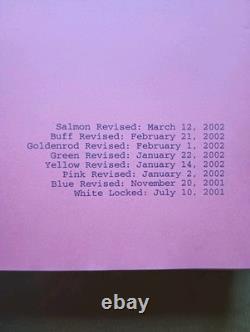 Salmon Revised: March 12, 2002
Buff Revised: February 21, 2002
Goldenrod Revised: February 1, 2002
Green Revised: January 22, 2002
Yellow Revised: January 14, 2002
Pink Revised: January 2, 2002
Blue Revised: November 20, 2001
White Locked: July 10, 2001
ebay